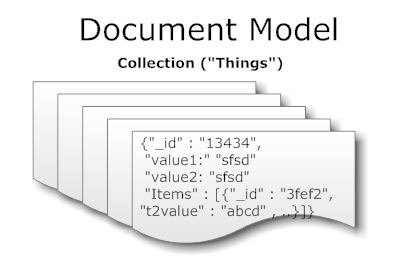 Document Model
Collection ("Things")
{"_id" : "13434",
"value1:" "sfsd"
"value2: "sfsd"
"Items" : [{"_id" : "3fef2",
"t2value" : "abcd" , ..}]}